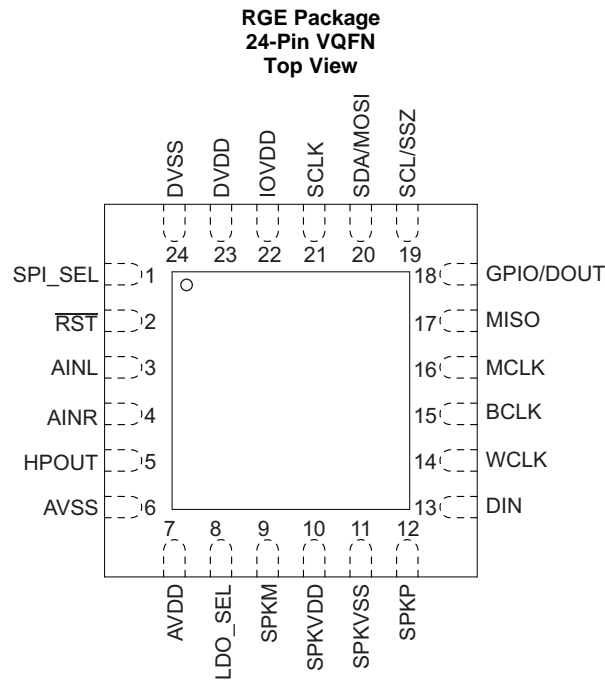 RGE Package
24-Pin VQFN
Top View
DVSS
DVDD
IOVDD
SCLK
SDA/MOSI
SCL/SSZ
24 23 22 21 20 19
SPI_SEL 1
RST 2
AINL 3
AINR 4
HPOUT 5
AVSS 6
18 GPIO/DOUT
17 MISO
16 MCLK
15 BCLK
14 WCLK
13 DIN
7 8 9 10 11 12
AVDD
LDO_SEL
SPKM
SPKVDD
SPKVSS
SPKP